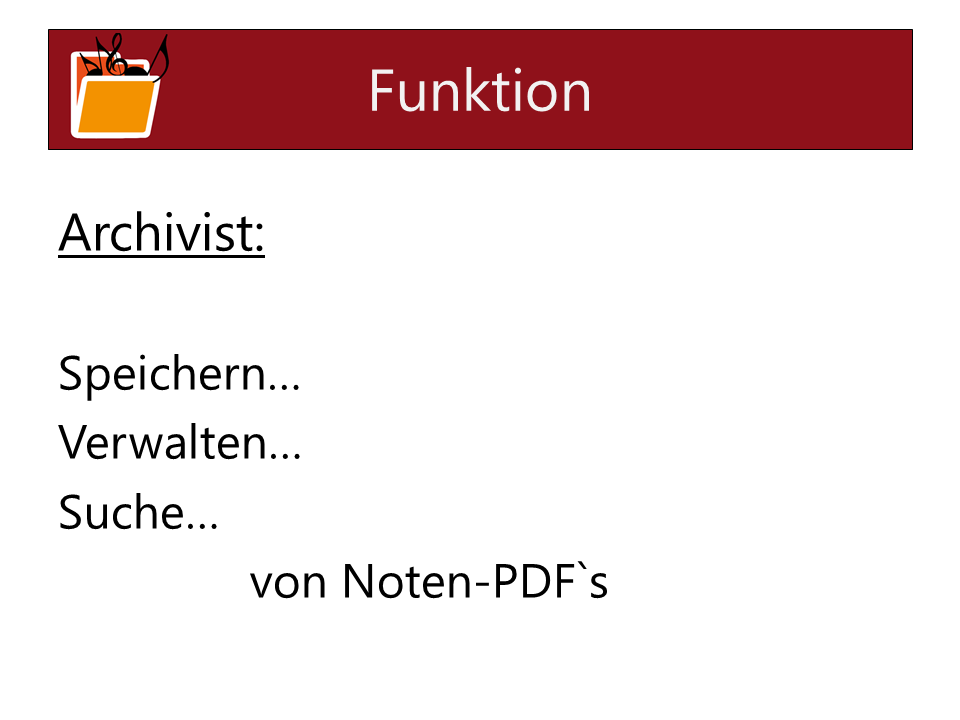 Funktion
Archivist:
Speichern…
Verwalten…
Suche…
von Noten-PDF`s